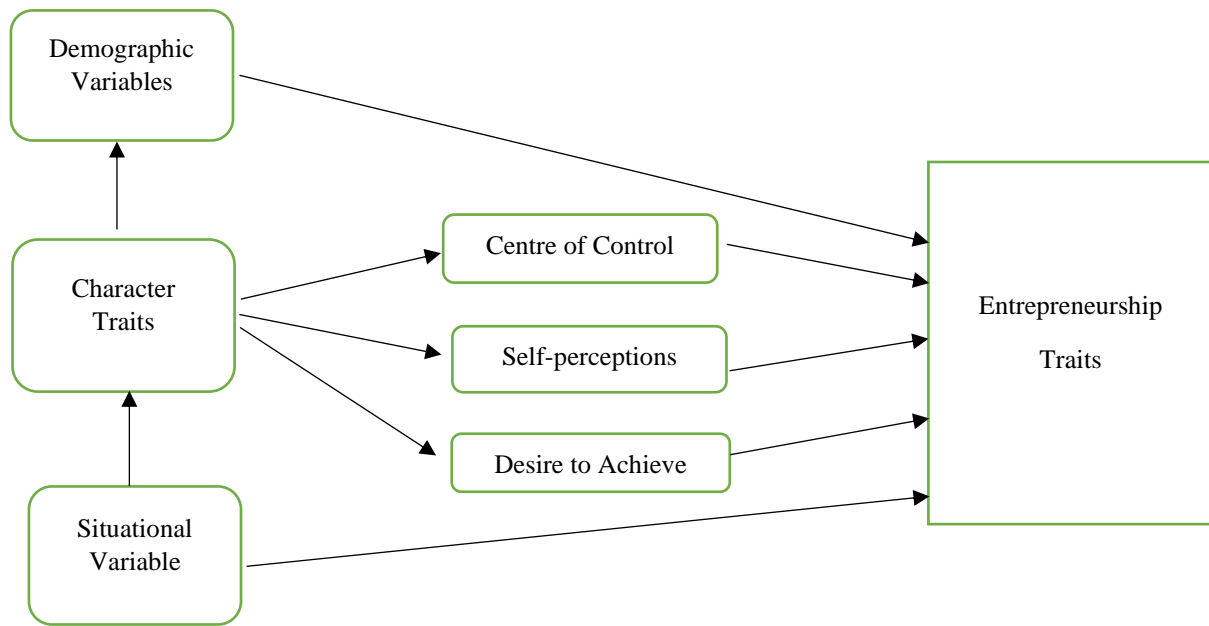 Demographic
Variables
Centre of Control
Character
Traits
Entrepreneurship
Traits
Self-perceptions
Desire to Achieve
Situational
Variable